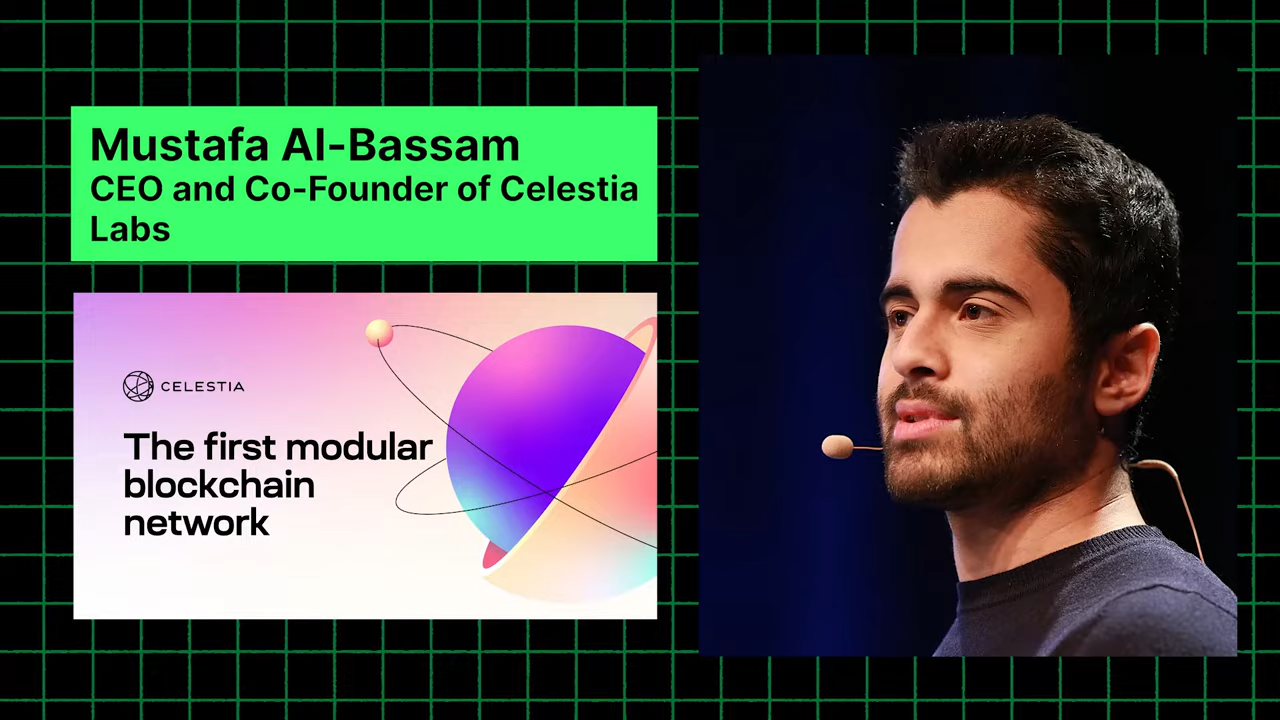 Mustafa Al-Bassam
CEO and Co-Founder of Celestia
Labs
CELESTIA
The first modular
blockchain
network